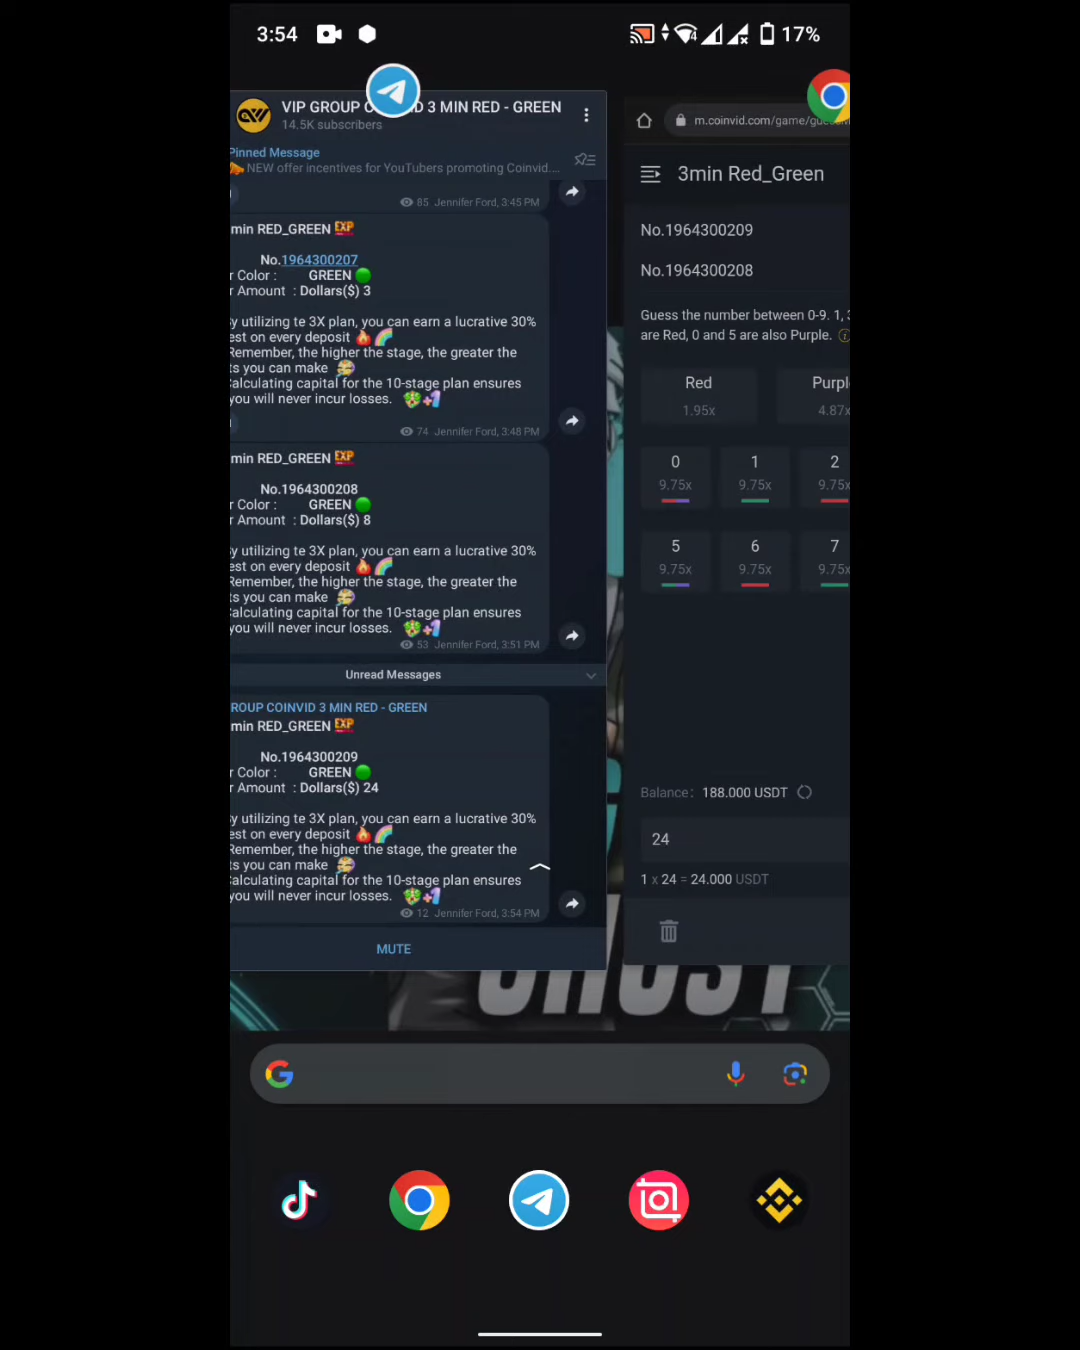 3:54
4
17%
VIP GROUP CO D 3 MIN RED - GREEN
14.5K subscribers
Pinned Message
NEW offer incentives for YouTubers promoting Coinvid....
85 Jennifer Ford, 3:45 PM
min RED_GREEN EXP
No.1964300207
r Color : GREEN
r Amount : Dollars($) 3
y utilizing te 3X plan, you can earn a lucrative 30%
est on every deposit
Remember, the higher the stage, the greater the
ts you can make
alculating capital for the 10-stage plan ensures
you will never incur losses.
74 Jennifer Ford, 3:48 PM
min RED_GREEN EXP
No.1964300208
r Color : GREEN
r Amount : Dollars($) 8
y utilizing te 3X plan, you can earn a lucrative 30%
est on every deposit
Remember, the higher the stage, the greater the
ts you can make
alculating capital for the 10-stage plan ensures
you will never incur losses.
53 Jennifer Ford, 3:51 PM
Unread Messages
ROUP COINVID 3 MIN RED - GREEN
min RED_GREEN EXP
No.1964300209
r Color : GREEN
r Amount : Dollars($) 24
y utilizing te 3X plan, you can earn a lucrative 30%
est on every deposit
Remember, the higher the stage, the greater the
ts you can make
alculating capital for the 10-stage plan ensures
you will never incur losses.
12 Jennifer Ford, 3:54 PM
MUTE
m.coinvid.com/game/gu
3min Red_Green
No.1964300209
No.1964300208
Guess the number between 0-9. 1, 3
are Red, 0 and 5 are also Purple.
Red Purpl
1.95x 4.87x
0 1 2
9.75x 9.75x 9.75x
5 6 7
9.75x 9.75x 9.75x
Balance: 188.000 USDT
24
1 x 24 = 24.000 USDT
GHOST